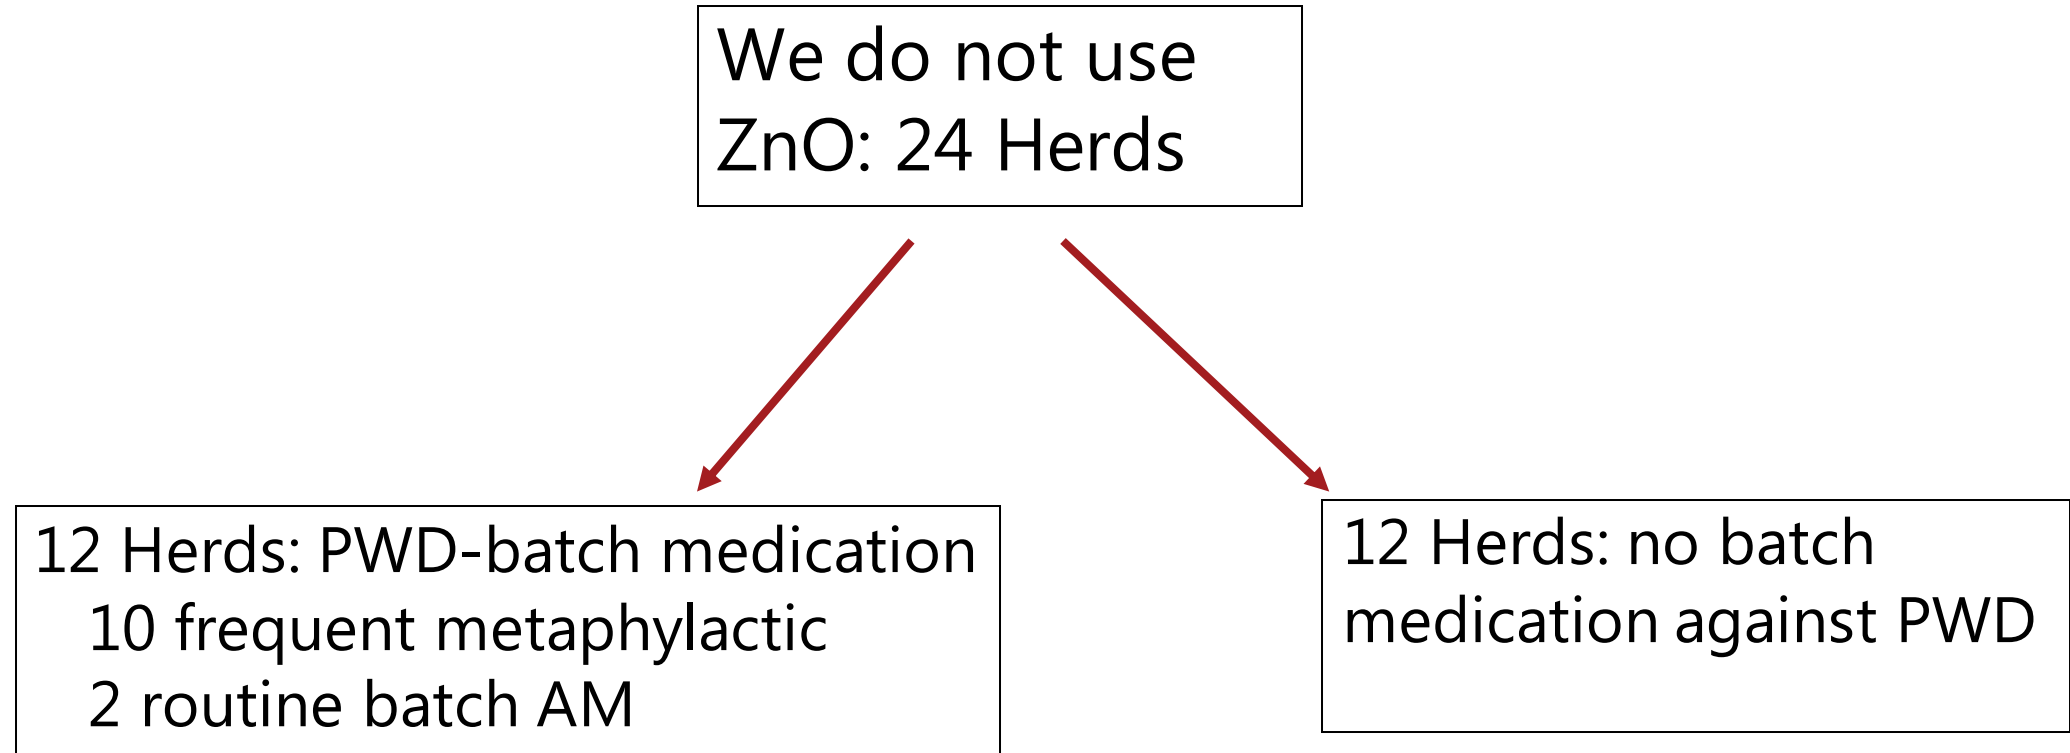 We do not use
ZnO: 24 Herds
12 Herds: PWD-batch medication
10 frequent metaphylactic
2 routine batch AM
12 Herds: no batch
medication against PWD